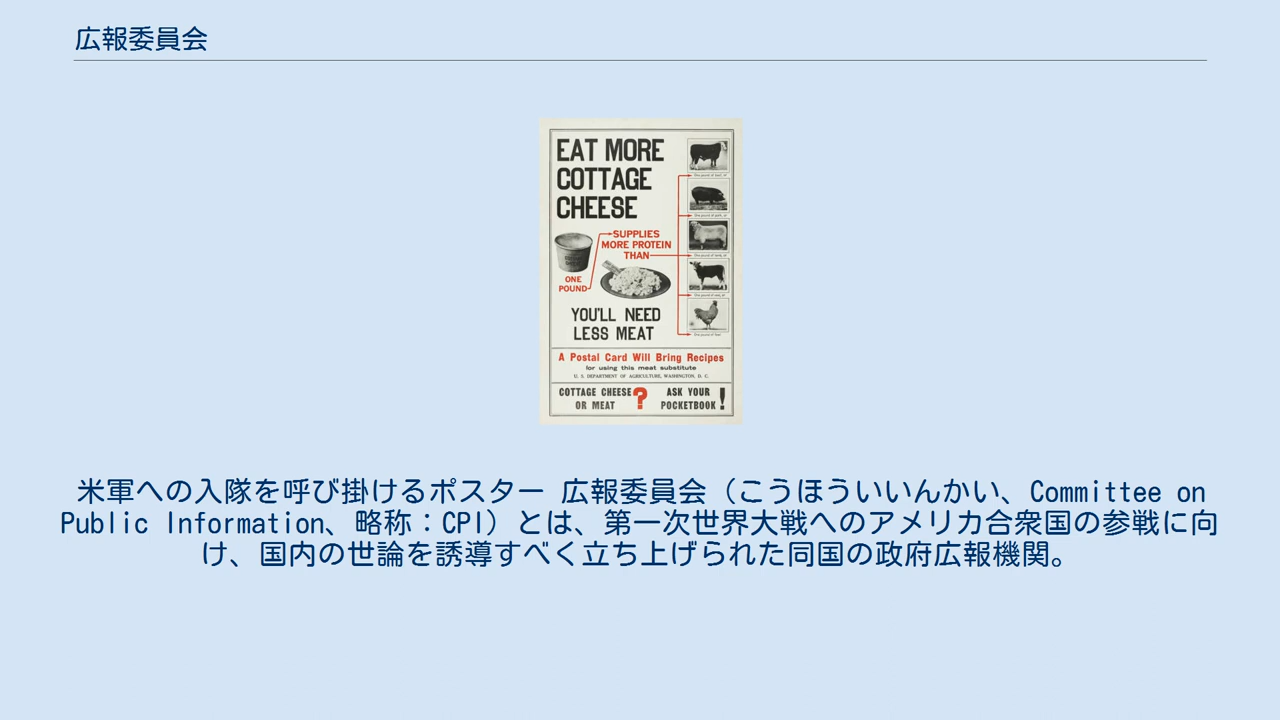 広報委員会
EAT MORE
COTTAGE
CHEESE
SUPPLIES
MORE PROTEIN
THAN
ONE
POUND
YOU'LL NEED
LESS MEAT
A Postal Card Will Bring Recipes
for using this meat substitute
U. S. DEPARTMENT OF AGRICULTURE, WASHINGTON, D. C.
COTTAGE CHEESE
OR MEAT ?
ASK YOUR
POCKETBOOK !
米軍への入隊を呼び掛けるポスター 広報委員会（こうほういいんかい、Committee on
Public Information、略称：CPI）とは、第一次世界大戦へのアメリカ合衆国の参戦に向
け、国内の世論を誘導すべく立ち上げられた同国の政府広報機関。